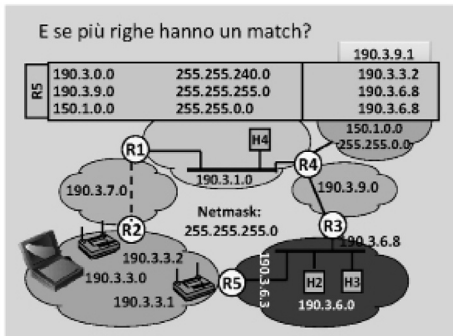 E se più righe hanno un match?
190.3.9.1
R5
190.3.0.0 255.255.240.0 190.3.3.2
190.3.9.0 255.255.255.0 190.3.6.8
150.1.0.0 255.255.0.0 190.3.6.8
150.1.0.0
255.255.0.0
H4
R1
R4
190.3.1.0
190.3.7.0
190.3.9.0
Netmask:
255.255.255.0
R2
R3
190.3.6.8
190.3.3.2
190.3.3.0
190.3.3.1
R5
190.3.6.3
H2
H3
190.3.6.0